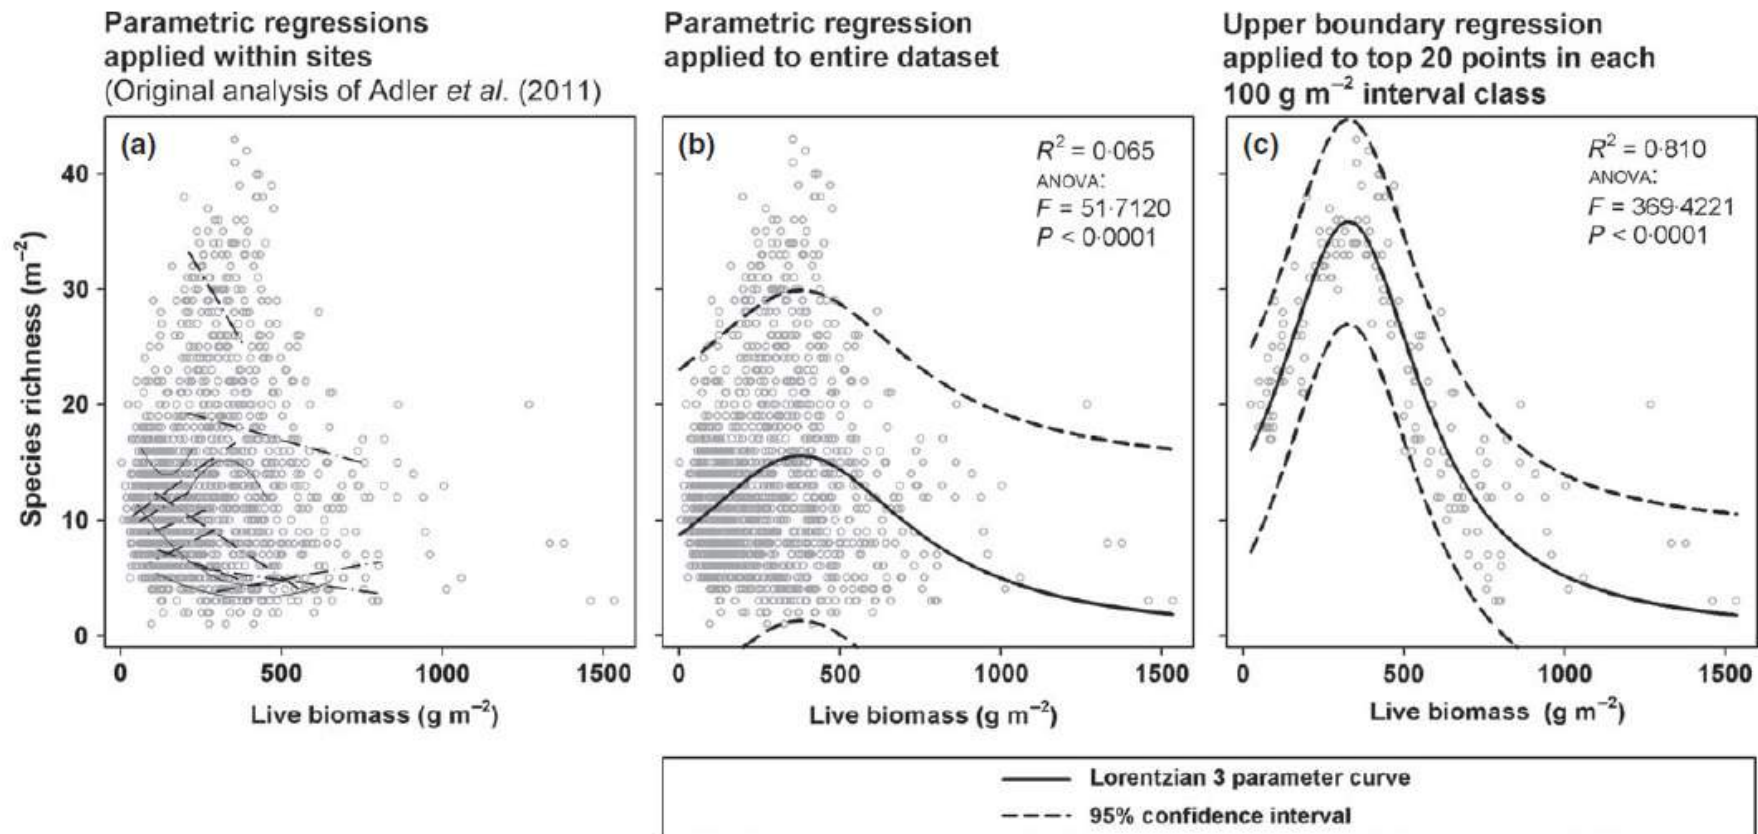 Parametric regressions
applied within sites
(Original analysis of Adler et al. (2011)
Parametric regression
applied to entire dataset
Upper boundary regression
applied to top 20 points in each
100 g m⁻² interval class
(a)
(b)
R² = 0·065
ANOVA:
F = 51·7120
P < 0·0001
(c)
R² = 0·810
ANOVA:
F = 369·4221
P < 0·0001
Species richness (m⁻²)
40
30
20
10
0
0 500 1000 1500
0 500 1000 1500
0 500 1000 1500
Live biomass (g m⁻²)
Live biomass (g m⁻²)
Live biomass (g m⁻²)
Lorentzian 3 parameter curve
95% confidence interval